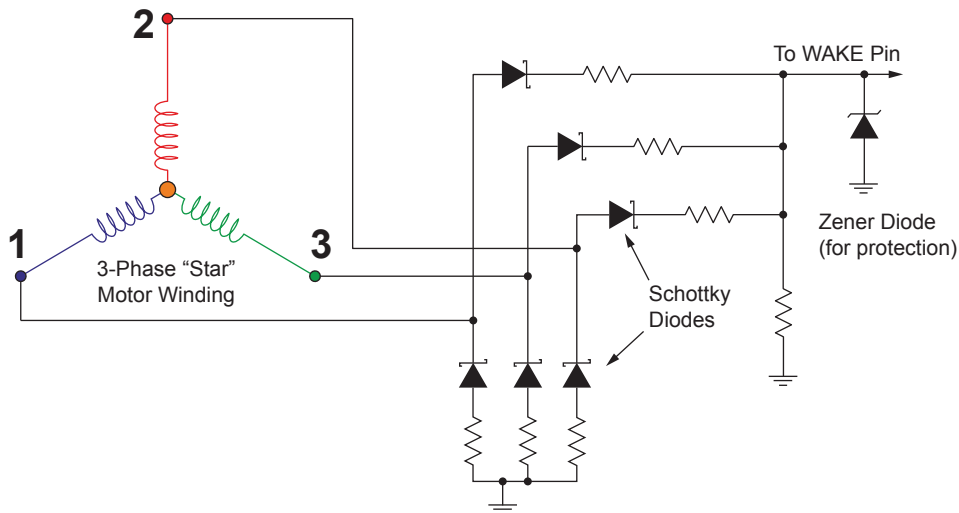 2
To WAKE Pin
1
3
3-Phase “Star”
Motor Winding
Zener Diode
(for protection)
Schottky
Diodes